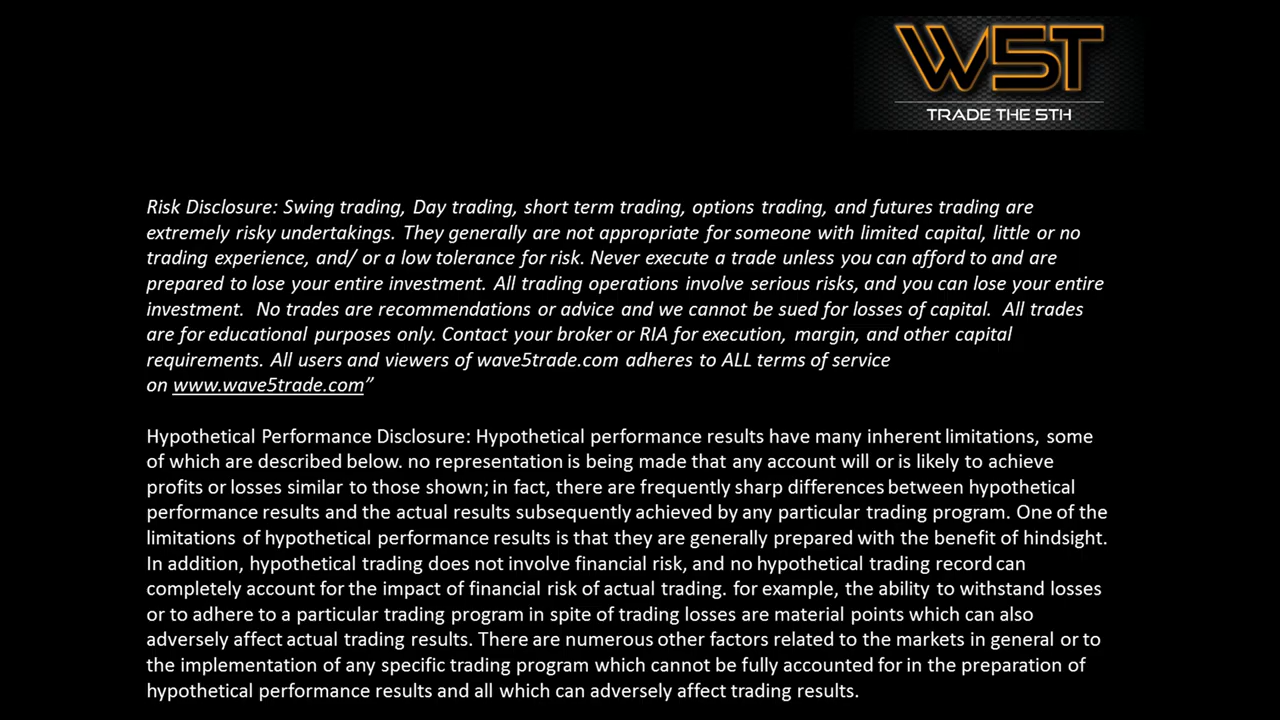 W5T
TRADE THE 5TH
Risk Disclosure: Swing trading, Day trading, short term trading, options trading, and futures trading are
extremely risky undertakings. They generally are not appropriate for someone with limited capital, little or no
trading experience, and/ or a low tolerance for risk. Never execute a trade unless you can afford to and are
prepared to lose your entire investment. All trading operations involve serious risks, and you can lose your entire
investment. No trades are recommendations or advice and we cannot be sued for losses of capital. All trades
are for educational purposes only. Contact your broker or RIA for execution, margin, and other capital
requirements. All users and viewers of wave5trade.com adheres to ALL terms of service
on www.wave5trade.com”
Hypothetical Performance Disclosure: Hypothetical performance results have many inherent limitations, some
of which are described below. no representation is being made that any account will or is likely to achieve
profits or losses similar to those shown; in fact, there are frequently sharp differences between hypothetical
performance results and the actual results subsequently achieved by any particular trading program. One of the
limitations of hypothetical performance results is that they are generally prepared with the benefit of hindsight.
In addition, hypothetical trading does not involve financial risk, and no hypothetical trading record can
completely account for the impact of financial risk of actual trading. for example, the ability to withstand losses
or to adhere to a particular trading program in spite of trading losses are material points which can also
adversely affect actual trading results. There are numerous other factors related to the markets in general or to
the implementation of any specific trading program which cannot be fully accounted for in the preparation of
hypothetical performance results and all which can adversely affect trading results.